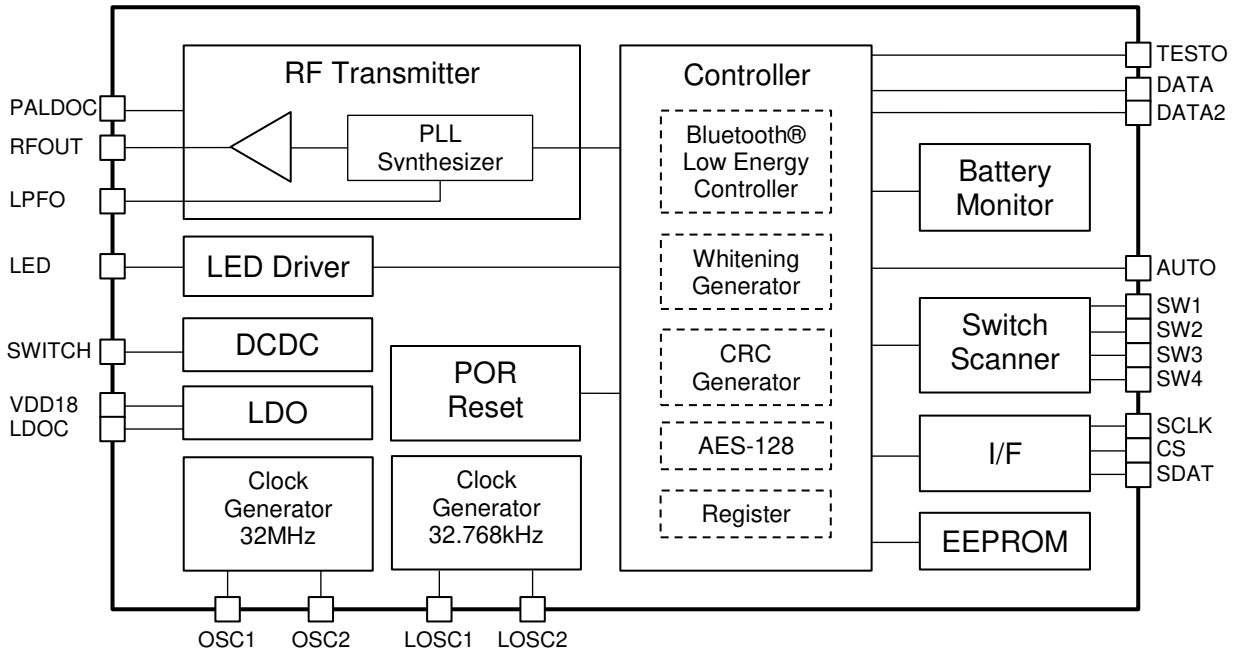 PALDOC
RFOUT
LPFO
LED
SWITCH
VDD18
LDOC
RF Transmitter
PLL
Synthesizer
LED Driver
DCDC
LDO
POR
Reset
Clock
Generator
32MHz
Clock
Generator
32.768kHz
OSC1
OSC2
LOSC1
LOSC2
Controller
Bluetooth®
Low Energy
Controller
Whitening
Generator
CRC
Generator
AES-128
Register
Battery
Monitor
Switch
Scanner
I/F
EEPROM
TESTO
DATA
DATA2
AUTO
SW1
SW2
SW3
SW4
SCLK
CS
SDAT